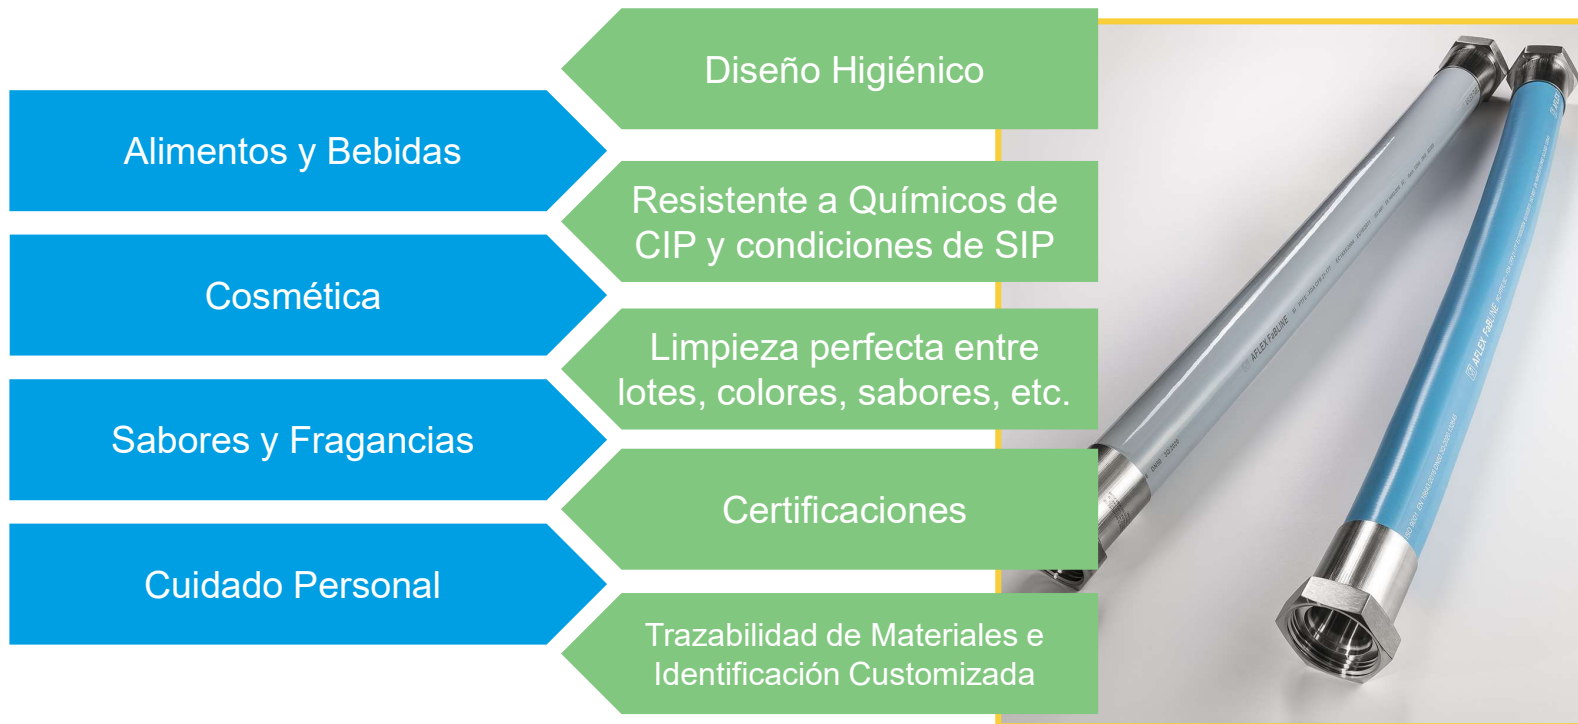 Diseño Higiénico
Alimentos y Bebidas
Resistente a Químicos de
CIP y condiciones de SIP
Cosmética
Limpieza perfecta entre
lotes, colores, sabores, etc.
Sabores y Fragancias
Certificaciones
Cuidado Personal
Trazabilidad de Materiales e
Identificación Customizada
AFLEX FaBLINE
AFLEX FaBLINE